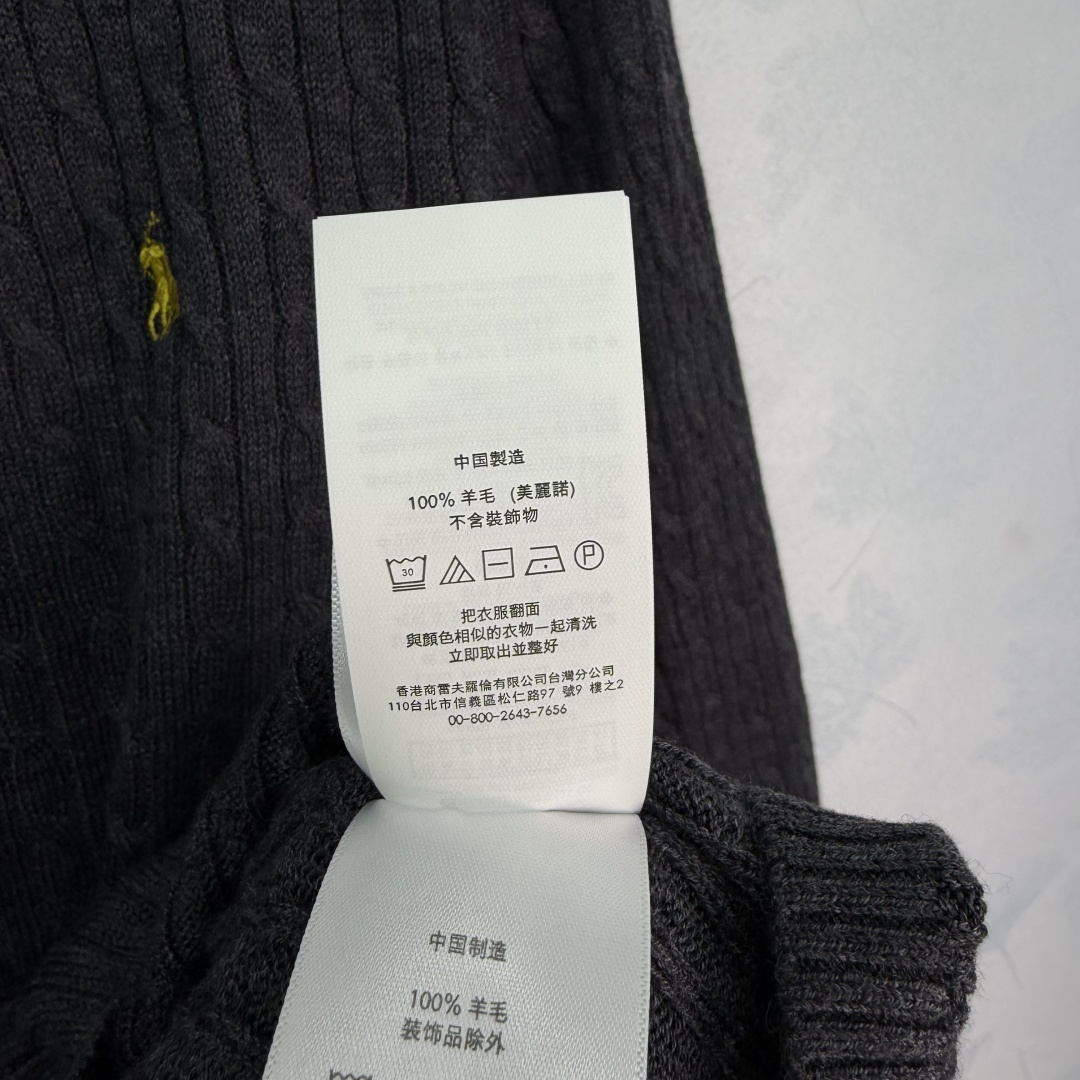 中国製造
100% 羊毛 (美麗諾)
不含裝飾物
30
P
把衣服翻面
與顏色相似的衣物一起清洗
立即取出並整好
香港商雷夫羅倫有限公司台灣分公司
110台北市信義區松仁路97 號9 樓之2
00-800-2643-7656
中国制造
100% 羊毛
装饰品除外